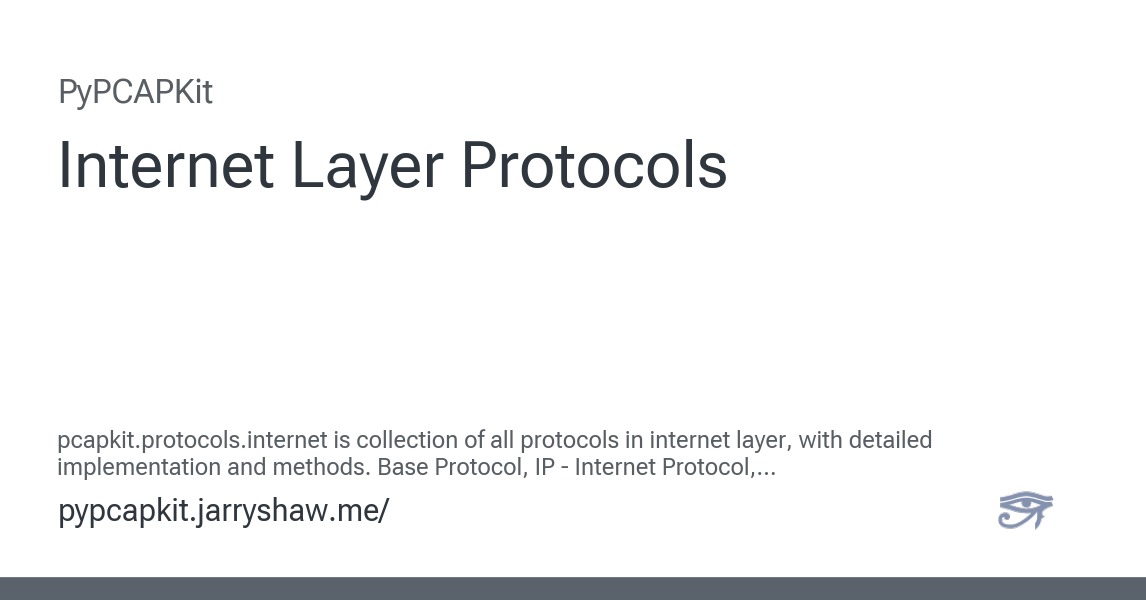 PyPCAPKit
Internet Layer Protocols
pcapkit.protocols.internet is collection of all protocols in internet layer, with detailed
implementation and methods. Base Protocol, IP - Internet Protocol,...
pypcapkit.jarryshaw.me/